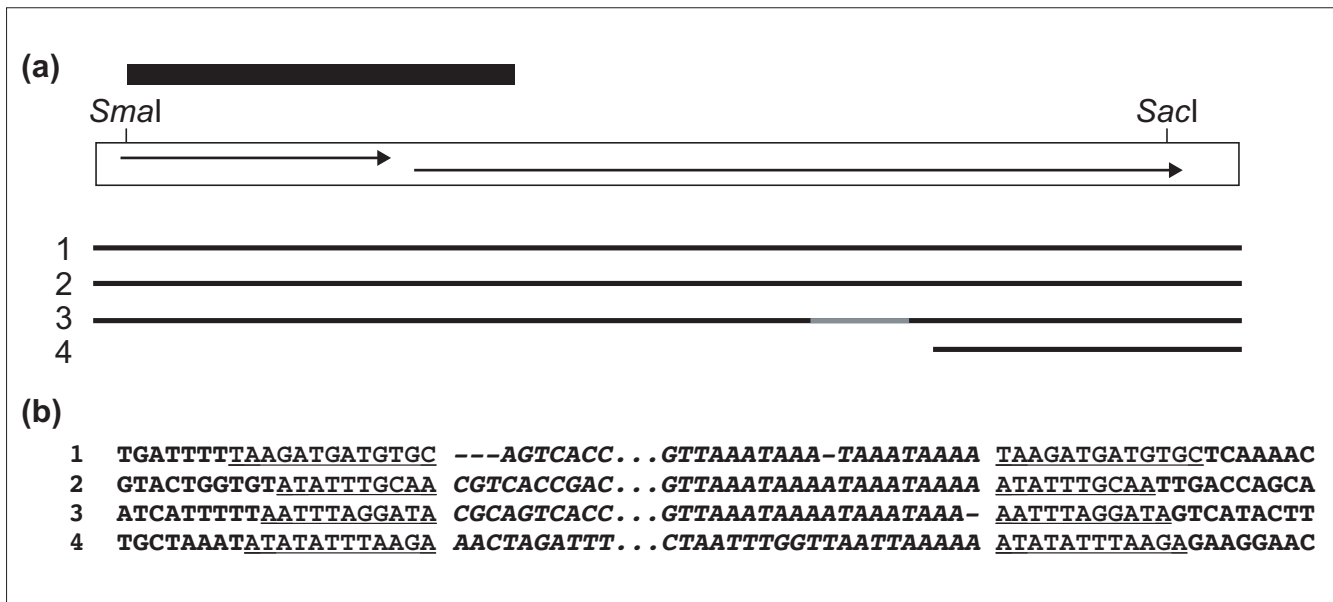 (a)
SmaI SacI
1
2
3
4
(b)
1 TGATTTTTAAGATGATGTGC ---AGTCACC...GTTAAATAAA-TAAATAAAA TAAGATGATGTGCTCAAAAC
2 GTACTGGTGTATATTTGCAA CGTCACCGAC...GTTAAATAAAATAAATAAAA ATATTTGCAATTGACCAGCA
3 ATCATTTTTAATTTAGGATA CGCAGTCACC...GTTAAATAAAATAAATAAA- AATTTAGGATAGTCATACTT
4 TGCTAAATATATATTTAAGA AACTAGATTT...CTAATTTGGTTAATTAAAAA ATATATTTAAGAGAAGGAAC